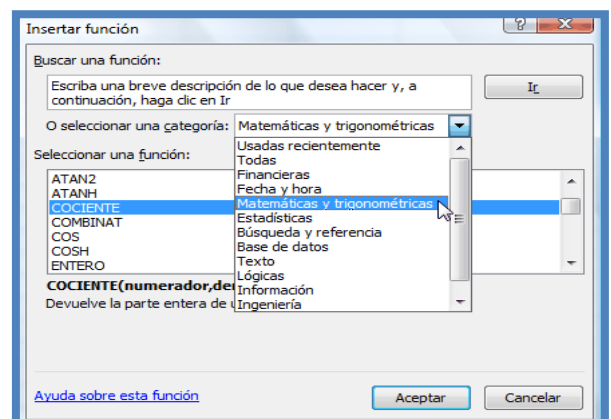 Insertar función
Buscar una función:
Escriba una breve descripción de lo que desea hacer y, a
continuación, haga clic en Ir
Ir
O seleccionar una categoría: Matemáticas y trigonométricas
Usadas recientemente
Todas
Financieras
Fecha y hora
Matemáticas y trigonométricas
Estadísticas
Búsqueda y referencia
Base de datos
Texto
Lógicas
Información
Ingeniería
Seleccionar una función:
ATAN2
ATANH
COCIENTE
COMBINAT
COS
COSH
ENTERO
COCIENTE(numerador,
Devuelve la parte entera de
Ayuda sobre esta función
Aceptar
Cancelar